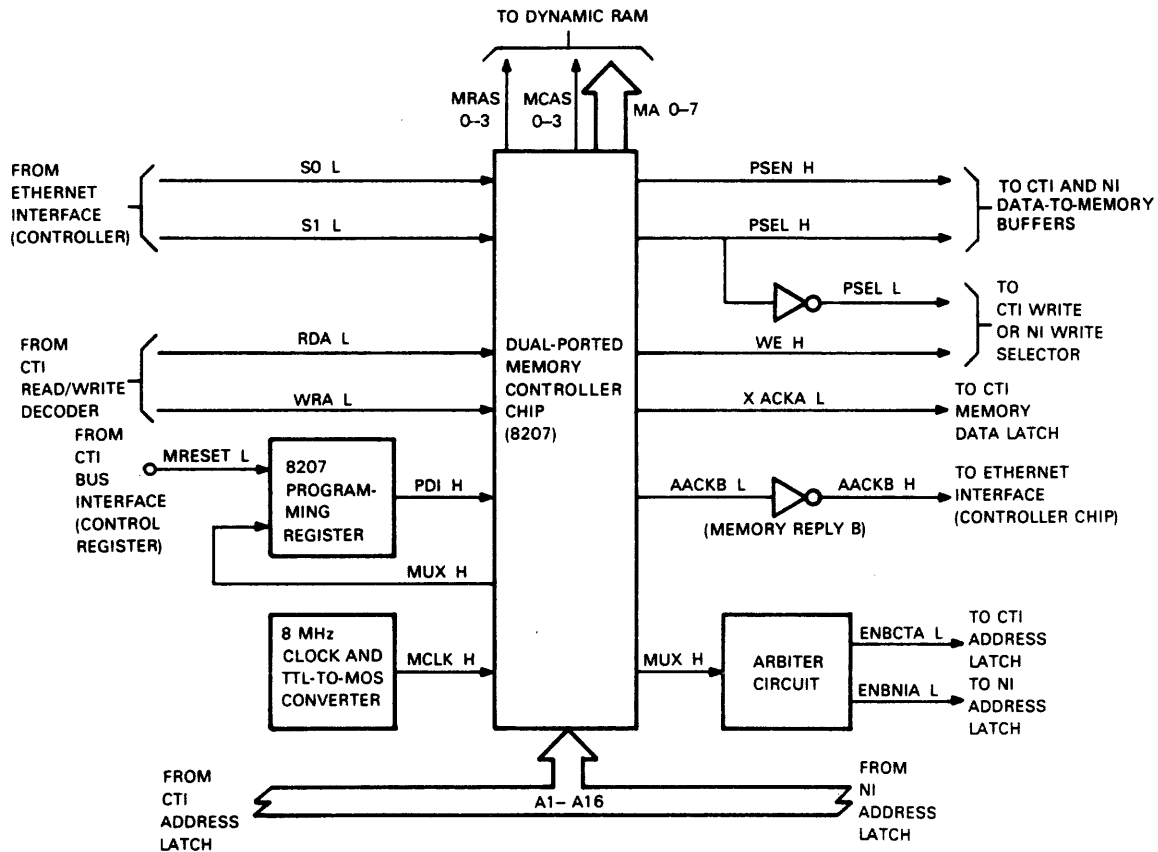 TO DYNAMIC RAM
MRAS
0–3
MCAS
0–3
MA 0–7
FROM
ETHERNET
INTERFACE
(CONTROLLER)
S0 L
S1 L
PSEN H
PSEL H
TO CTI AND NI
DATA-TO-MEMORY
BUFFERS
PSEL L
TO
CTI WRITE
OR NI WRITE
SELECTOR
FROM
CTI
READ/WRITE
DECODER
RDA L
WRA L
DUAL-PORTED
MEMORY
CONTROLLER
CHIP
(8207)
WE H
X ACKA L
TO CTI
MEMORY
DATA LATCH
FROM
CTI
BUS
INTERFACE
(CONTROL
REGISTER)
MRESET L
8207
PROGRAM-
MING
REGISTER
PDI H
MUX H
AACKB L
AACKB H
(MEMORY REPLY B)
TO ETHERNET
INTERFACE
(CONTROLLER CHIP)
8 MHz
CLOCK AND
TTL-TO-MOS
CONVERTER
MCLK H
MUX H
ARBITER
CIRCUIT
ENBCTA L
TO CTI
ADDRESS
LATCH
ENBNIA L
TO NI
ADDRESS
LATCH
FROM
CTI
ADDRESS
LATCH
A1– A16
FROM
NI
ADDRESS
LATCH